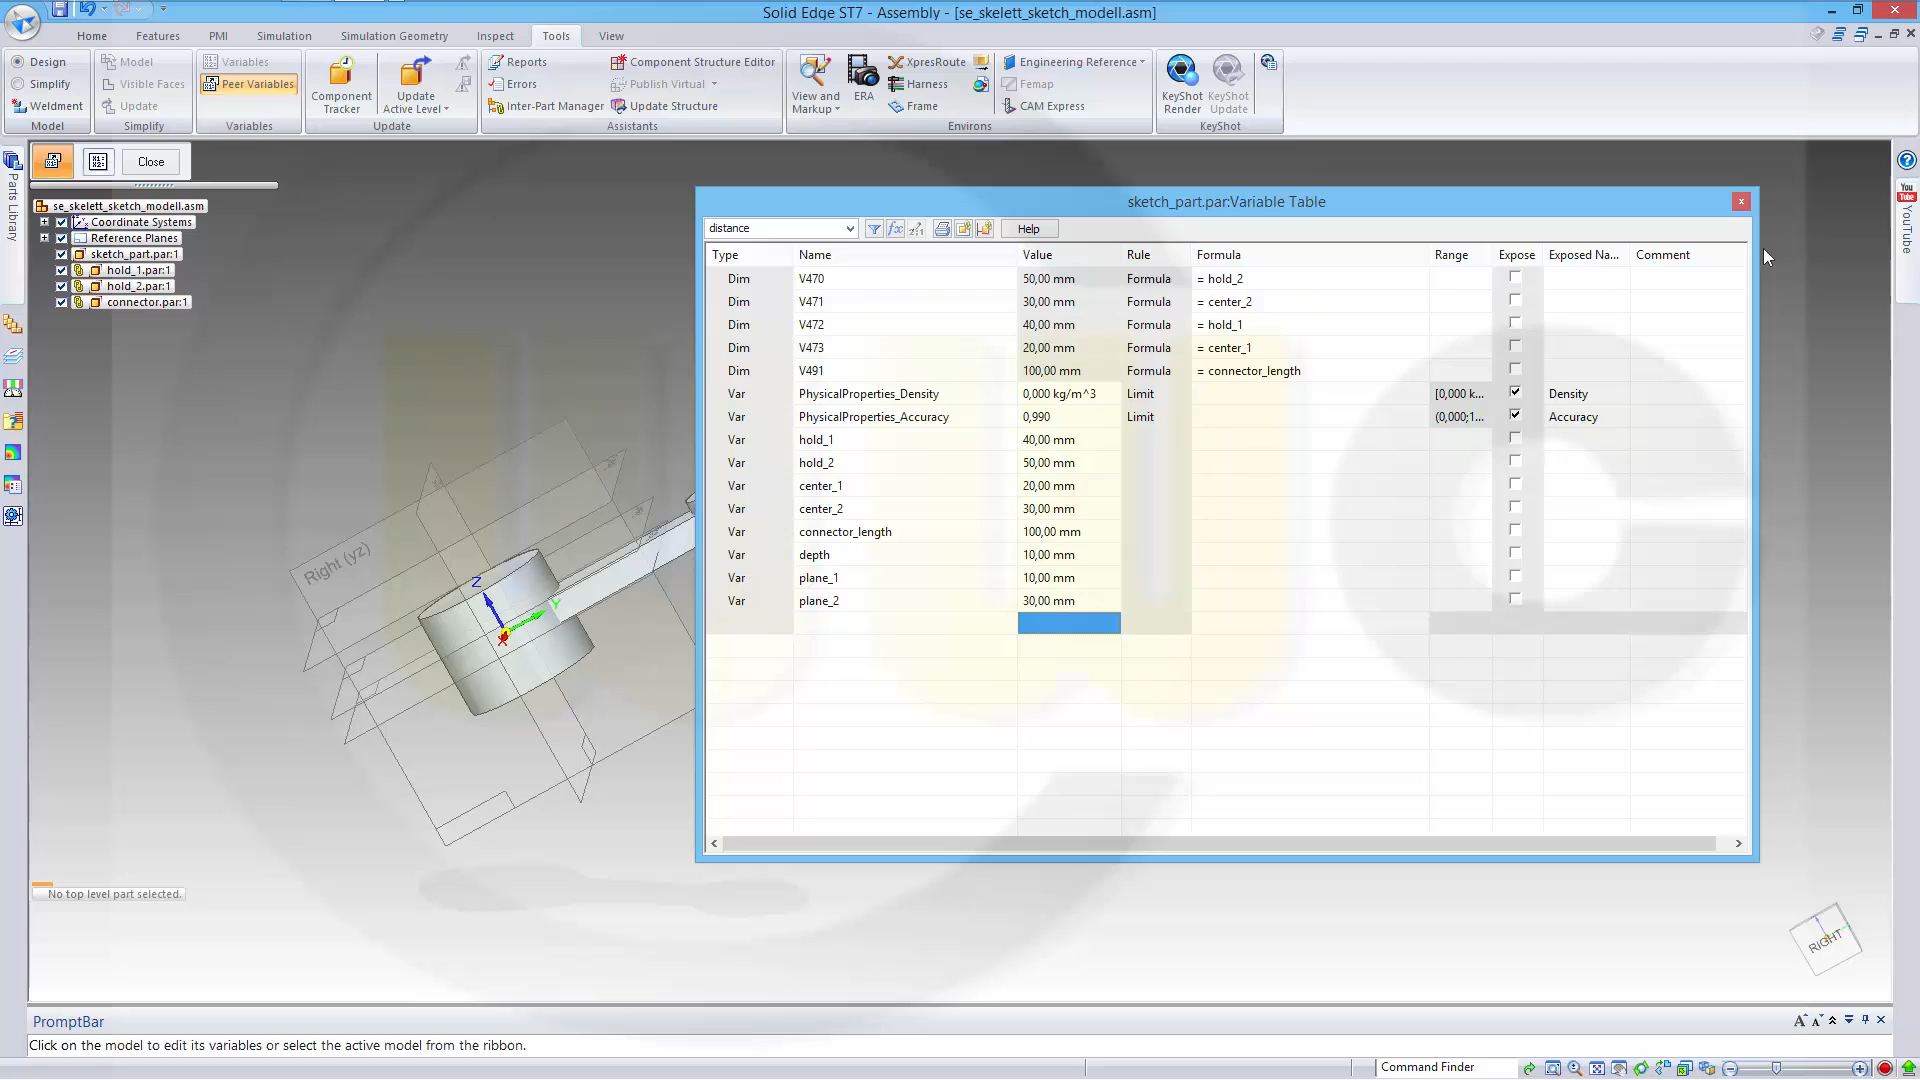 Solid Edge ST7 - Assembly - [se_skelett_sketch_modell.asm]
Home Features PMI Simulation Simulation Geometry Inspect Tools View
Design Model Variables Reports Component Structure Editor XpresRoute Engineering Reference
Simplify Visible Faces Peer Variables Errors Publish Virtual Harness Femap
Weldment Update Inter-Part Manager Update Structure Frame CAM Express
Component Tracker
Update Active Level
View and Markup
ERA
KeyShot Render
KeyShot Update
Model Simplify Variables Update Assistants Environs KeyShot
Close
Parts Library
You Tube
YouTube
se_skelett_sketch_modell.asm
Coordinate Systems
Reference Planes
sketch_part.par:1
hold_1.par:1
hold_2.par:1
connector.par:1
sketch_part.par:Variable Table
distance Help
Type Name Value Rule Formula Range Expose Exposed Na... Comment
Dim V470 50,00 mm Formula = hold_2
Dim V471 30,00 mm Formula = center_2
Dim V472 40,00 mm Formula = hold_1
Dim V473 20,00 mm Formula = center_1
Dim V491 100,00 mm Formula = connector_length
Var PhysicalProperties_Density 0,000 kg/m^3 Limit [0,000 k... Density
Var PhysicalProperties_Accuracy 0,990 Limit (0,000;1... Accuracy
Var hold_1 40,00 mm
Var hold_2 50,00 mm
Var center_1 20,00 mm
Var center_2 30,00 mm
Var connector_length 100,00 mm
Var depth 10,00 mm
Var plane_1 10,00 mm
Var plane_2 30,00 mm
Right (yz)
Z
Y
X
No top level part selected.
RIGHT
PromptBar
Click on the model to edit its variables or select the active model from the ribbon.
Command Finder